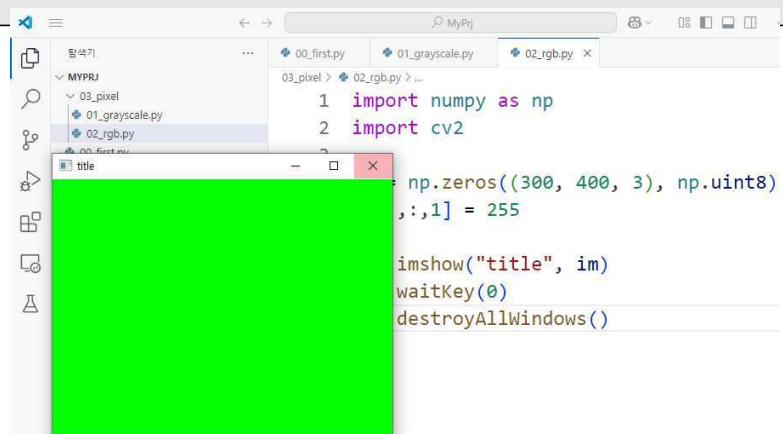 MyPrj
탐색기
00_first.py
01_grayscale.py
02_rgb.py
MYPRJ
03_pixel > 02_rgb.py > ...
03_pixel
01_grayscale.py
02_rgb.py
title
1 import numpy as np
2 import cv2
np.zeros((300, 400, 3), np.uint8)
,:,1] = 255
imshow("title", im)
waitKey(0)
destroyAllWindows()